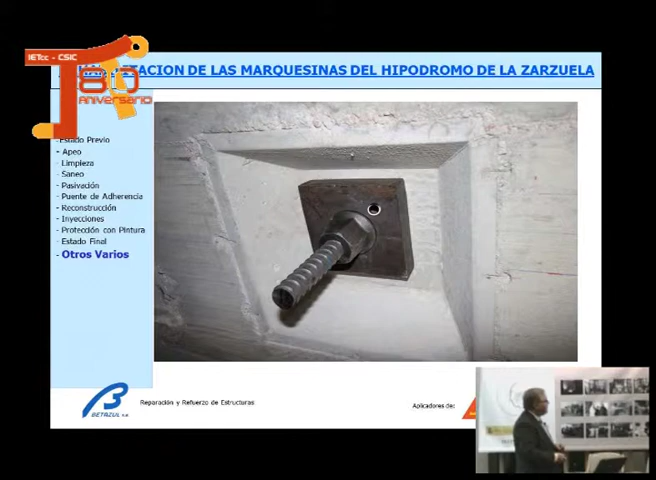 IETcc - CSIC
80
Aniversario
TACION DE LAS MARQUESINAS DEL HIPODROMO DE LA ZARZUELA
- Estado Previo
- Apeo
- Limpieza
- Saneo
- Pasivación
- Puente de Adherencia
- Reconstrucción
- Inyecciones
- Protección con Pintura
- Estado Final
- Otros Varios
BETAZUL S.A.
Reparación y Refuerzo de Estructuras
Aplicadores de: